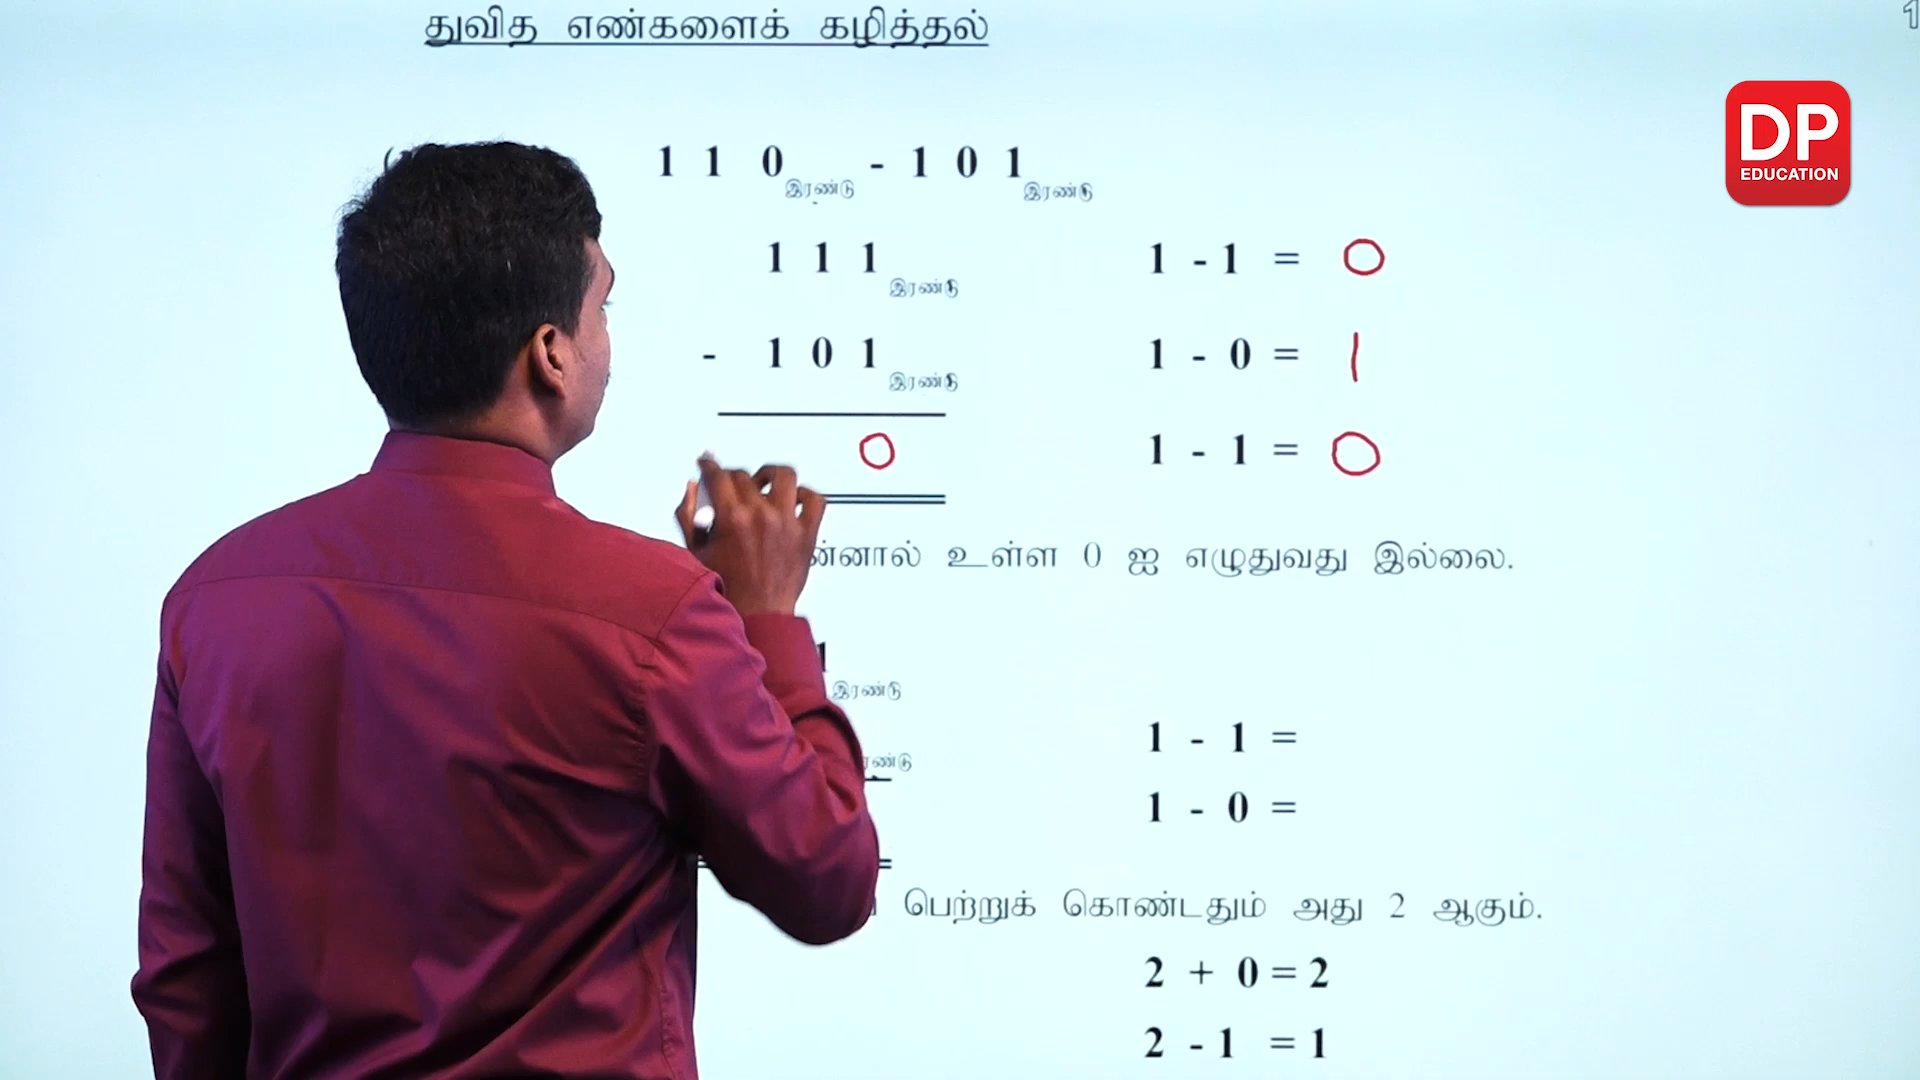 துவித எண்களைக் கழித்தல்
1 1 0 இரண்டு - 1 0 1 இரண்டு
1 1 1 இரண்டு
- 1 0 1 இரண்டு
0
1 - 1 = 0
1 - 0 = 1
1 - 1 = 0
உள்ள 0 ஐ எழுதுவது இல்லை.
1 இரண்டு
1 - 1 =
1 - 0 =
பெற்றுக் கொண்டதும் அது 2 ஆகும்.
2 + 0 = 2
2 - 1 = 1
DP
EDUCATION